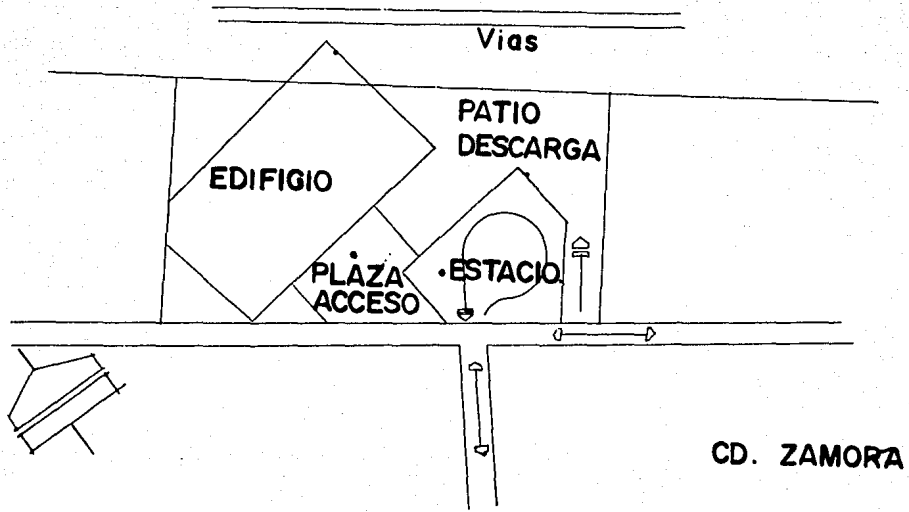 Vias
PATIO
DESCARGA
EDIFIGIO
PLAZA
ACCESO
ESTACIO.
CD. ZAMORA